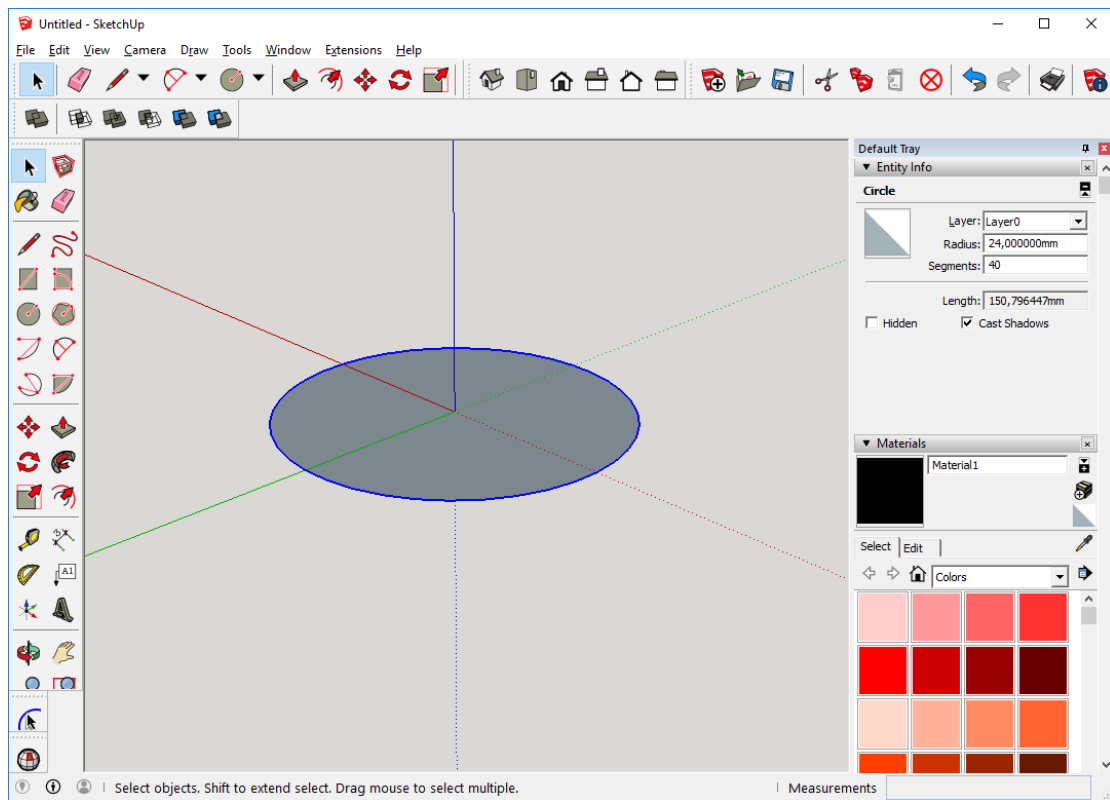 Untitled - SketchUp
File Edit View Camera Draw Tools Window Extensions Help
Default Tray
Entity Info
Circle
Layer: Layer0
Radius: 24,000000mm
Segments: 40
Length: 150,796447mm
Hidden Cast Shadows
Materials
Material1
Select Edit
Colors
A1
Select objects. Shift to extend select. Drag mouse to select multiple.
Measurements